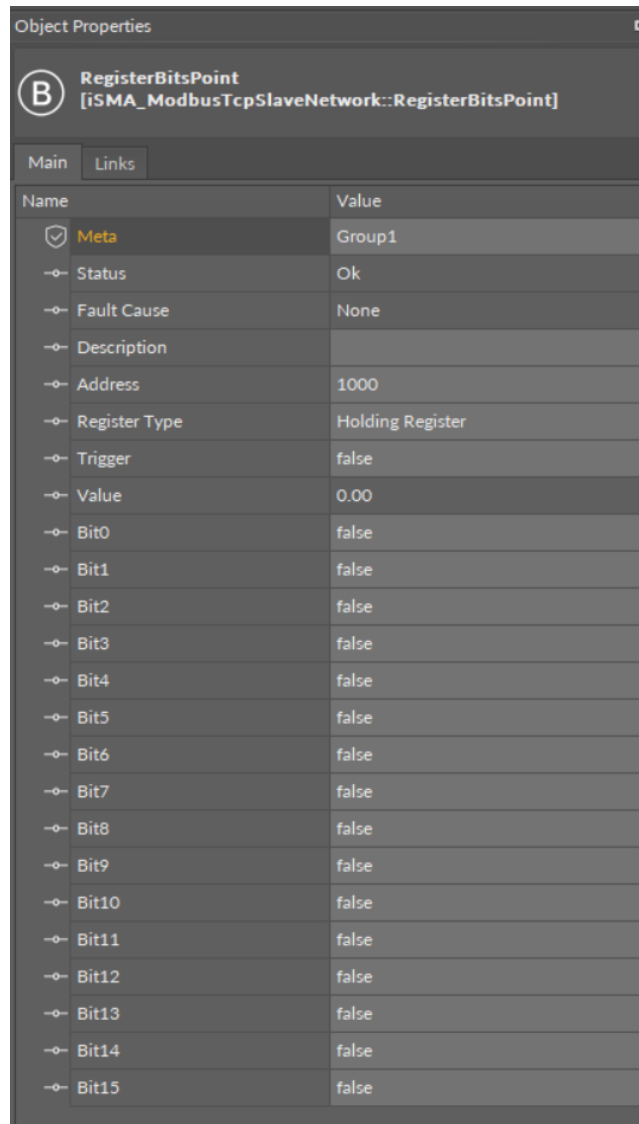 Object Properties
B
RegisterBitsPoint
[iSMA_ModbusTcpSlaveNetwork::RegisterBitsPoint]
Main Links
Name Value
Meta Group1
Status Ok
Fault Cause None
Description
Address 1000
Register Type Holding Register
Trigger false
Value 0.00
Bit0 false
Bit1 false
Bit2 false
Bit3 false
Bit4 false
Bit5 false
Bit6 false
Bit7 false
Bit8 false
Bit9 false
Bit10 false
Bit11 false
Bit12 false
Bit13 false
Bit14 false
Bit15 false